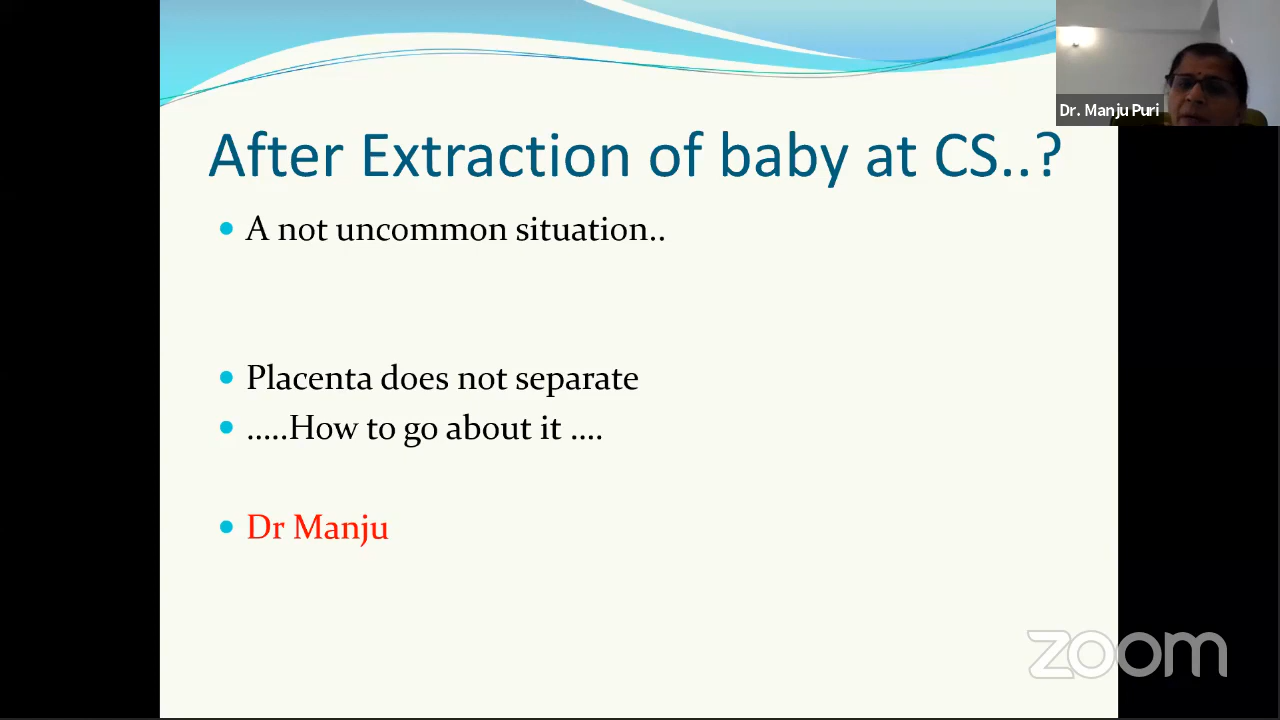 Dr. Manju Puri
After Extraction of baby at CS..?
A not uncommon situation..
Placenta does not separate
.....How to go about it ....
Dr Manju
zoom